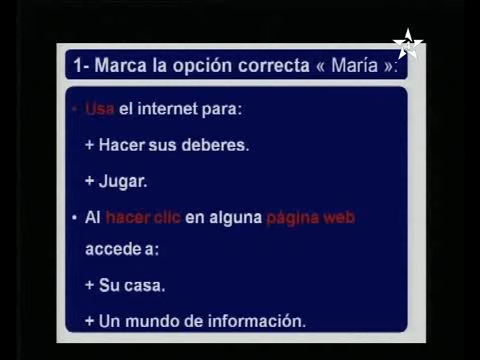 1- Marca la opción correcta « María »:
• Usa el internet para:
+ Hacer sus deberes.
+ Jugar.
• Al hacer clic en alguna página web
accede a:
+ Su casa.
+ Un mundo de información.